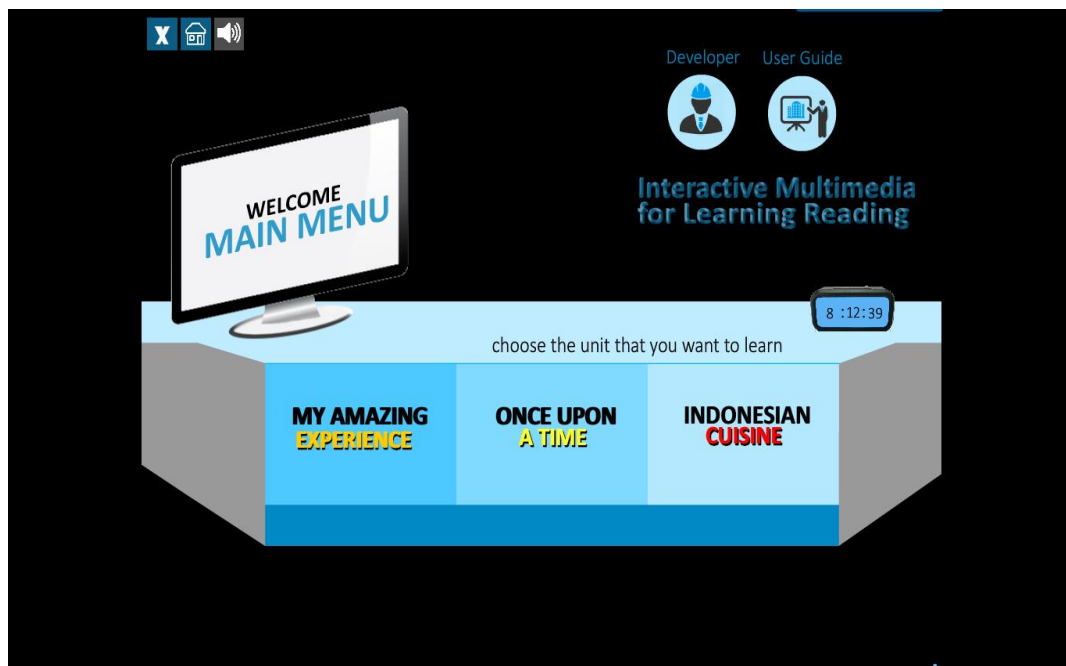 X
Developer User Guide
WELCOME
MAIN MENU
Interactive Multimedia
for Learning Reading
8 :12:39
choose the unit that you want to learn
MY AMAZING
EXPERIENCE
ONCE UPON
A TIME
INDONESIAN
CUISINE